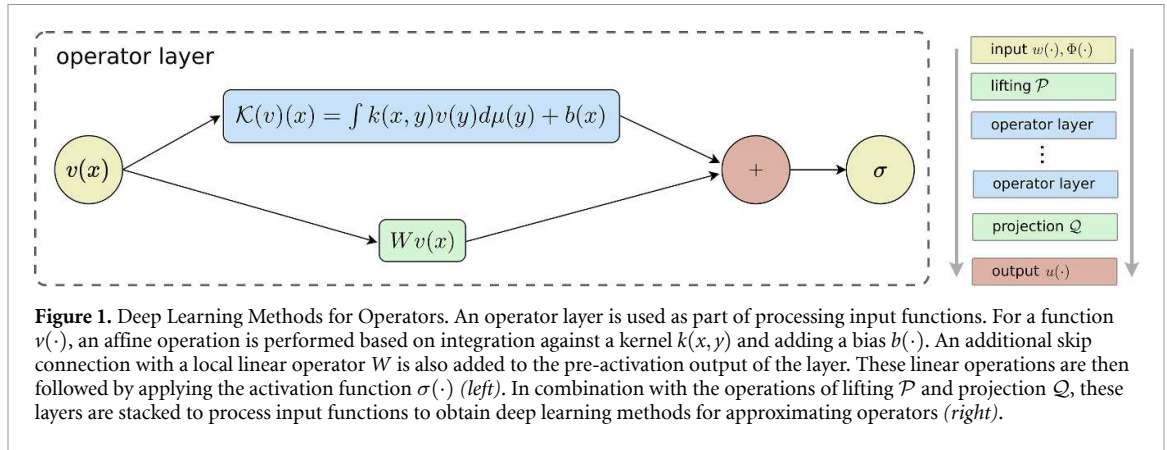 operator layer
𝒦(v)(x) = ∫ k(x, y)v(y)dμ(y) + b(x)
v(x)
+
σ
Wv(x)
input w(·), Φ(·)
lifting 𝒫
operator layer
⋮
operator layer
projection 𝒬
output u(·)
Figure 1. Deep Learning Methods for Operators. An operator layer is used as part of processing input functions. For a function
v(·), an affine operation is performed based on integration against a kernel k(x, y) and adding a bias b(·). An additional skip
connection with a local linear operator W is also added to the pre-activation output of the layer. These linear operations are then
followed by applying the activation function σ(·) (left). In combination with the operations of lifting 𝒫 and projection 𝒬, these
layers are stacked to process input functions to obtain deep learning methods for approximating operators (right).